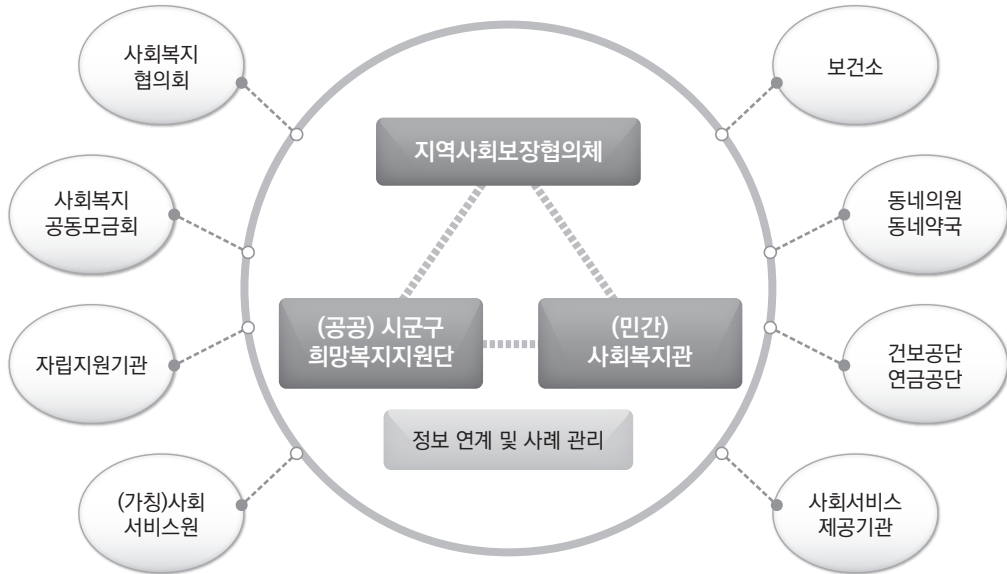 사회복지
협의회
보건소
지역사회보장협의체
사회복지
공동모금회
동네의원
동네약국
(공공) 시군구
희망복지지원단
(민간)
사회복지관
자립지원기관
건보공단
연금공단
정보 연계 및 사례 관리
(가칭)사회
서비스원
사회서비스
제공기관